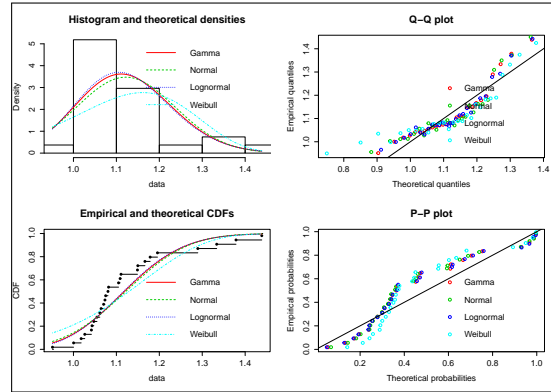 Histogram and theoretical densities
Density
0 1 2 3 4 5
Gamma
Normal
Lognormal
Weibull
1.0 1.1 1.2 1.3 1.4
data
Q−Q plot
Empirical quantiles
1.0 1.1 1.2 1.3 1.4
Gamma
Normal
Lognormal
Weibull
0.8 0.9 1.0 1.1 1.2 1.3 1.4
Theoretical quantiles
Empirical and theoretical CDFs
CDF
0.0 0.2 0.4 0.6 0.8 1.0
Gamma
Normal
Lognormal
Weibull
1.0 1.1 1.2 1.3 1.4
data
P−P plot
Empirical probabilities
0.0 0.2 0.4 0.6 0.8 1.0
Gamma
Normal
Lognormal
Weibull
0.2 0.4 0.6 0.8 1.0
Theoretical probabilities